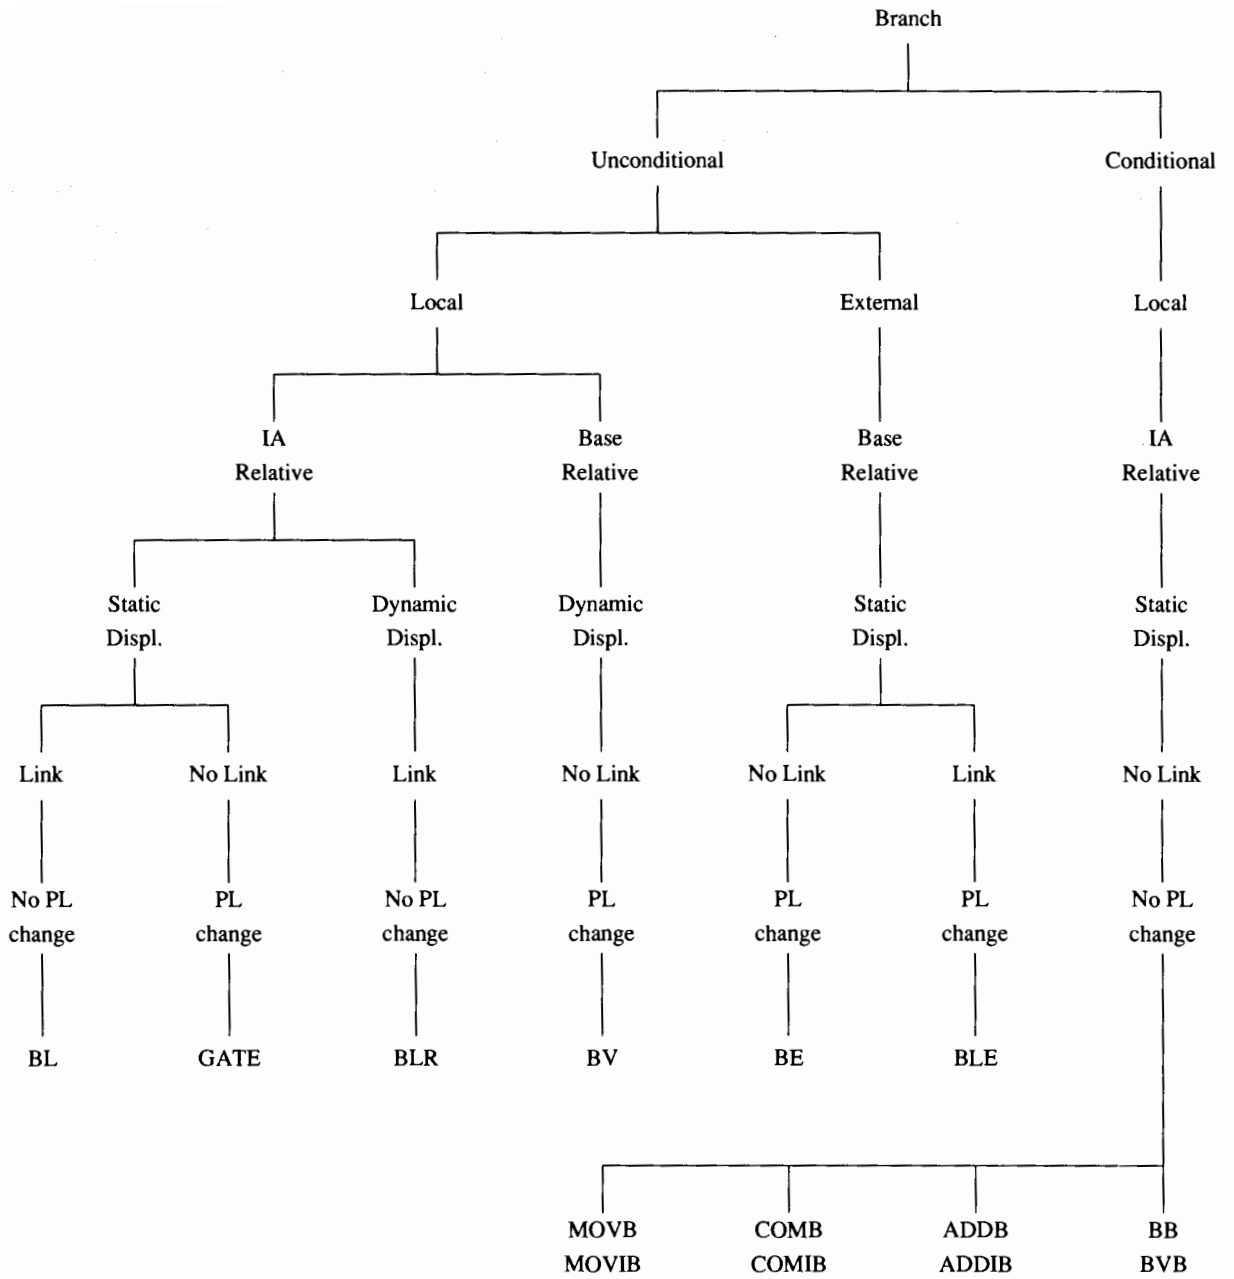 Branch
Unconditional
Conditional
Local
External
Local
IA
Relative
Base
Relative
Base
Relative
IA
Relative
Static
Displ.
Dynamic
Displ.
Dynamic
Displ.
Static
Displ.
Static
Displ.
Link
No Link
Link
No Link
No Link
Link
No Link
No PL
change
PL
change
No PL
change
PL
change
PL
change
PL
change
No PL
change
BL
GATE
BLR
BV
BE
BLE
MOVB
MOVIB
COMB
COMIB
ADDB
ADDIB
BB
BVB